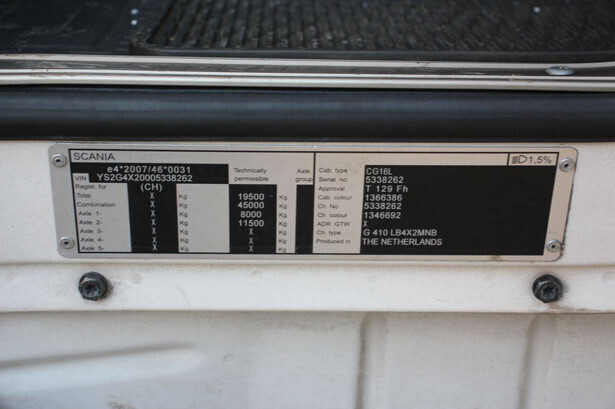 SCANIA
e4*2007/46*0031
VIN YS2G4X20005338262
Regist. for (CH)
Technically permissible
Axle group
Total X Kg 19500 Kg
Combination X Kg 45000 Kg
Axle 1- X Kg 8000 Kg
Axle 2- X Kg 11500 Kg
Axle 3- X Kg X Kg
Axle 4- X Kg X Kg
Axle 5- X Kg X Kg
1,5%
Cab type CG16L
Serial no 5338262
Approval T 129 Fh
Cab. colour 1366386
Ch No. 5338262
Ch colour 1346692
ADR GTW X
Ch type G 410 LB4X2MNB
Produced in THE NETHERLANDS